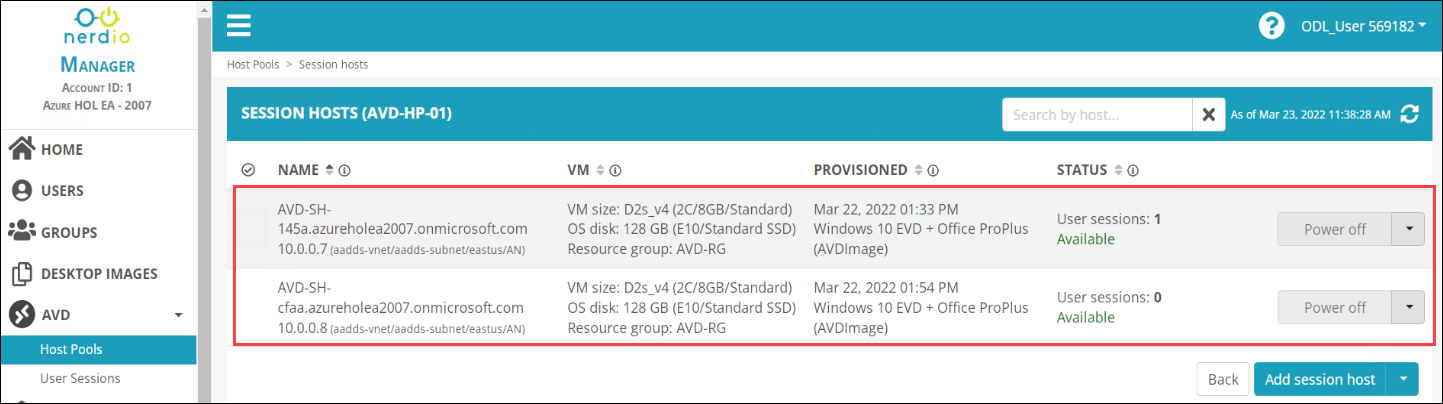 nerdio
MANAGER
ACCOUNT ID: 1
AZURE HOL EA - 2007
HOME
USERS
GROUPS
DESKTOP IMAGES
AVD
Host Pools
User Sessions
ODL_User 569182
Host Pools > Session hosts
SESSION HOSTS (AVD-HP-01)
Search by host...
As of Mar 23, 2022 11:38:28 AM
NAME VM PROVISIONED STATUS
AVD-SH-
145a.azureholea2007.onmicrosoft.com
10.0.0.7 (aadds-vnet/aadds-subnet/eastus/AN)
VM size: D2s_v4 (2C/8GB/Standard)
OS disk: 128 GB (E10/Standard SSD)
Resource group: AVD-RG
Mar 22, 2022 01:33 PM
Windows 10 EVD + Office ProPlus
(AVDImage)
User sessions: 1
Available
Power off
AVD-SH-
cfaa.azureholea2007.onmicrosoft.com
10.0.0.8 (aadds-vnet/aadds-subnet/eastus/AN)
VM size: D2s_v4 (2C/8GB/Standard)
OS disk: 128 GB (E10/Standard SSD)
Resource group: AVD-RG
Mar 22, 2022 01:54 PM
Windows 10 EVD + Office ProPlus
(AVDImage)
User sessions: 0
Available
Power off
Back
Add session host